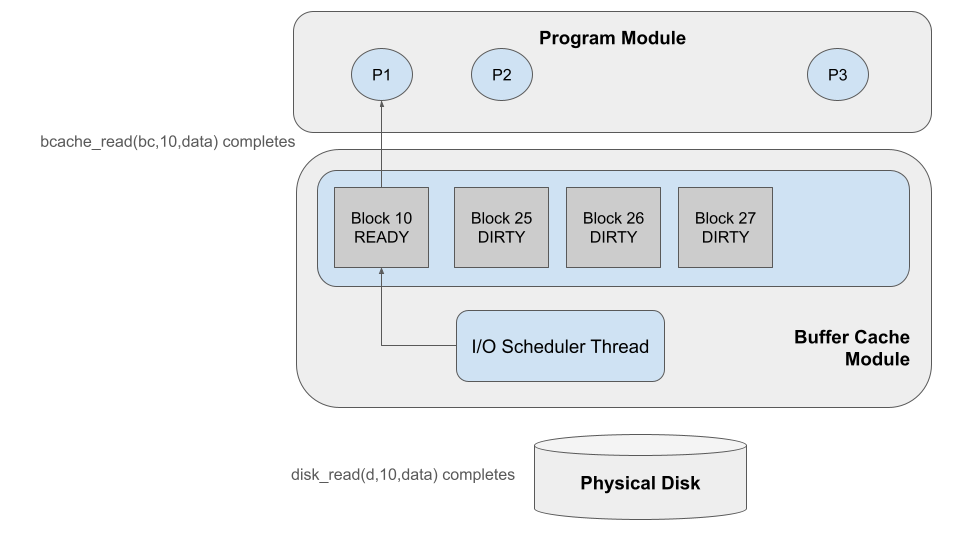 Program Module
P1
P2
P3
bcache_read(bc,10,data) completes
Block 10
READY
Block 25
DIRTY
Block 26
DIRTY
Block 27
DIRTY
I/O Scheduler Thread
Buffer Cache
Module
disk_read(d,10,data) completes
Physical Disk